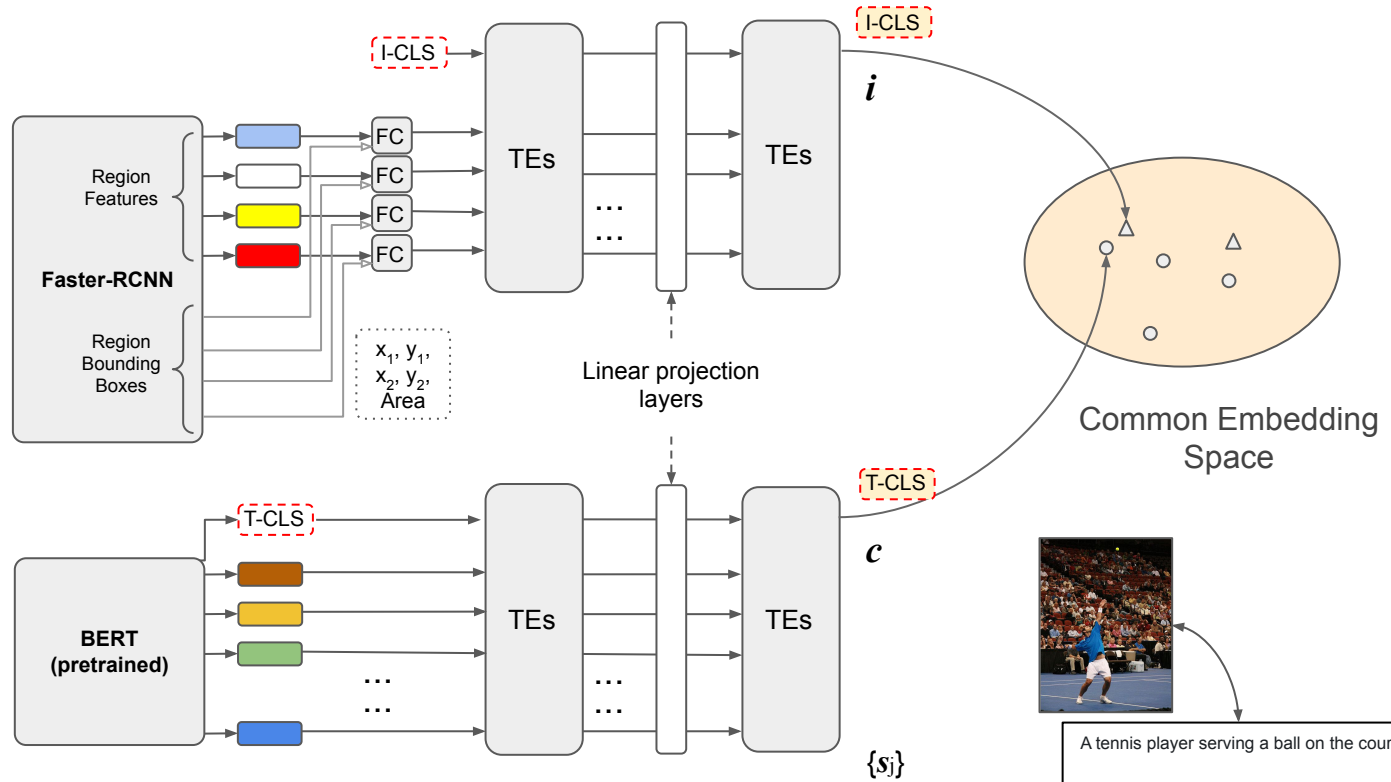 I-CLS
I-CLS
i
FC
FC
FC
FC
TEs
TEs
...
...
Region
Features
Faster-RCNN
Region
Bounding
Boxes
x₁, y₁,
x₂, y₂,
Area
Linear projection
layers
Common Embedding
Space
T-CLS
T-CLS
c
BERT
(pretrained)
TEs
TEs
...
...
...
...
{sj}
A tennis player serving a ball on the cour